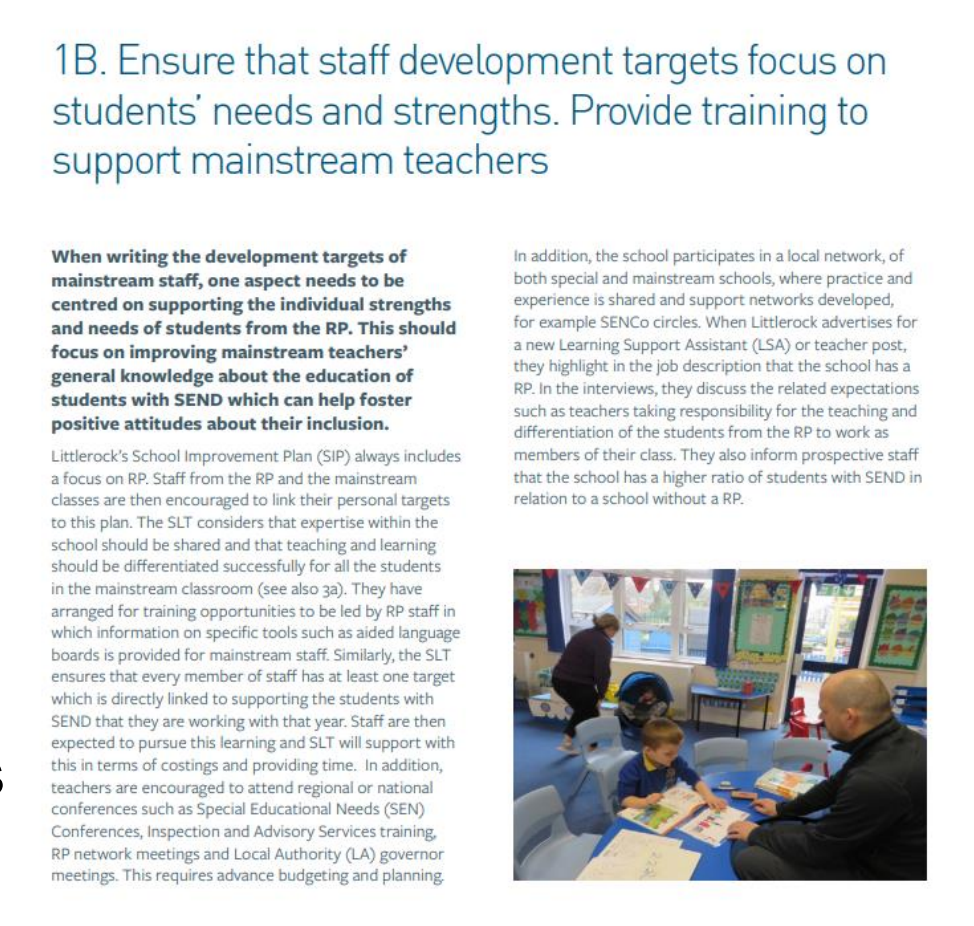 1B. Ensure that staff development targets focus on
students' needs and strengths. Provide training to
support mainstream teachers
When writing the development targets of
mainstream staff, one aspect needs to be
centred on supporting the individual strengths
and needs of students from the RP. This should
focus on improving mainstream teachers'
general knowledge about the education of
students with SEND which can help foster
positive attitudes about their inclusion.
Littlerock's School Improvement Plan (SIP) always includes
a focus on RP. Staff from the RP and the mainstream
classes are then encouraged to link their personal targets
to this plan. The SLT considers that expertise within the
school should be shared and that teaching and learning
should be differentiated successfully for all the students
in the mainstream classroom (see also 3a). They have
arranged for training opportunities to be led by RP staff in
which information on specific tools such as aided language
boards is provided for mainstream staff. Similarly, the SLT
ensures that every member of staff has at least one target
which is directly linked to supporting the students with
SEND that they are working with that year. Staff are then
expected to pursue this learning and SLT will support with
this in terms of costings and providing time. In addition,
teachers are encouraged to attend regional or national
conferences such as Special Educational Needs (SEN)
Conferences, Inspection and Advisory Services training,
RP network meetings and Local Authority (LA) governor
meetings. This requires advance budgeting and planning.
In addition, the school participates in a local network, of
both special and mainstream schools, where practice and
experience is shared and support networks developed,
for example SENCo circles. When Littlerock advertises for
a new Learning Support Assistant (LSA) or teacher post,
they highlight in the job description that the school has a
RP. In the interviews, they discuss the related expectations
such as teachers taking responsibility for the teaching and
differentiation of the students from the RP to work as
members of their class. They also inform prospective staff
that the school has a higher ratio of students with SEND in
relation to a school without a RP.